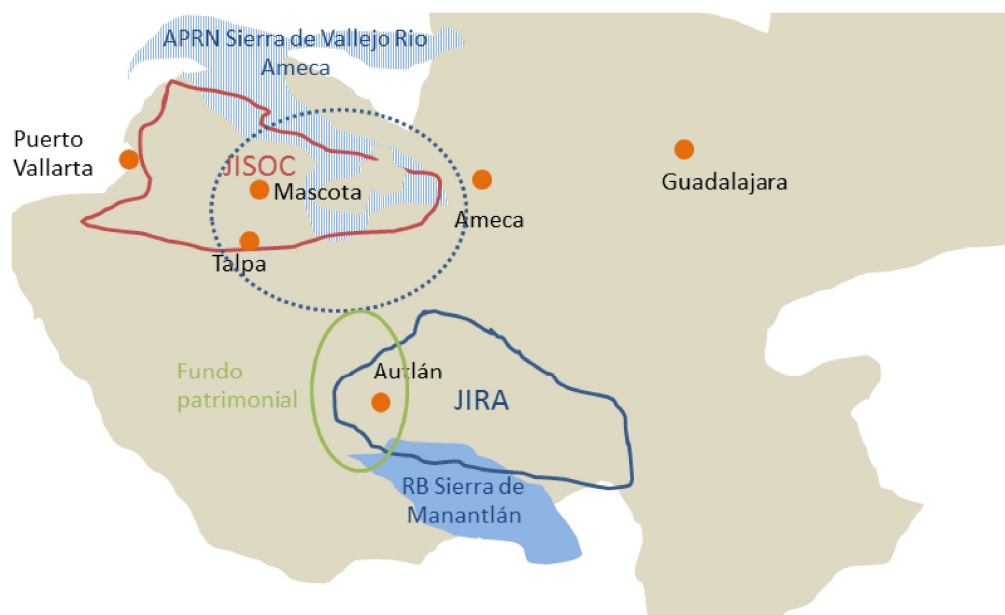 APRN Sierra de Vallejo Rio
Ameca
Puerto
Vallarta
JISOC
Mascota
Guadalajara
Ameca
Talpa
Fundo
patrimonial
Autlán
JIRA
RB Sierra de
Manantlán